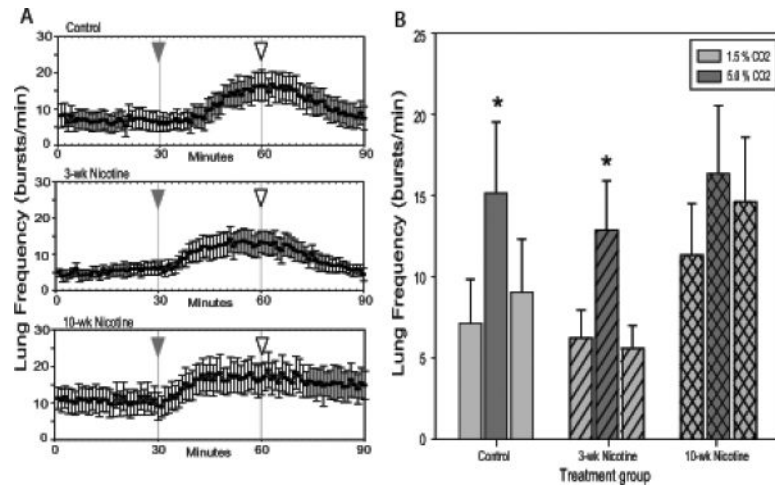 A
Control
30
20
10
0
0
30
Minutes
60
90
3-wk Nicotine
30
20
10
0
0
30
Minutes
60
90
10-wk Nicotine
30
20
10
0
0
30
Minutes
60
90
Lung Frequency (bursts/min)
B
1.5 % CO2
5.0 % CO2
25
20
15
10
5
0
*
*
Lung Frequency (bursts/min)
Control
3-wk Nicotine
10-wk Nicotine
Treatment group